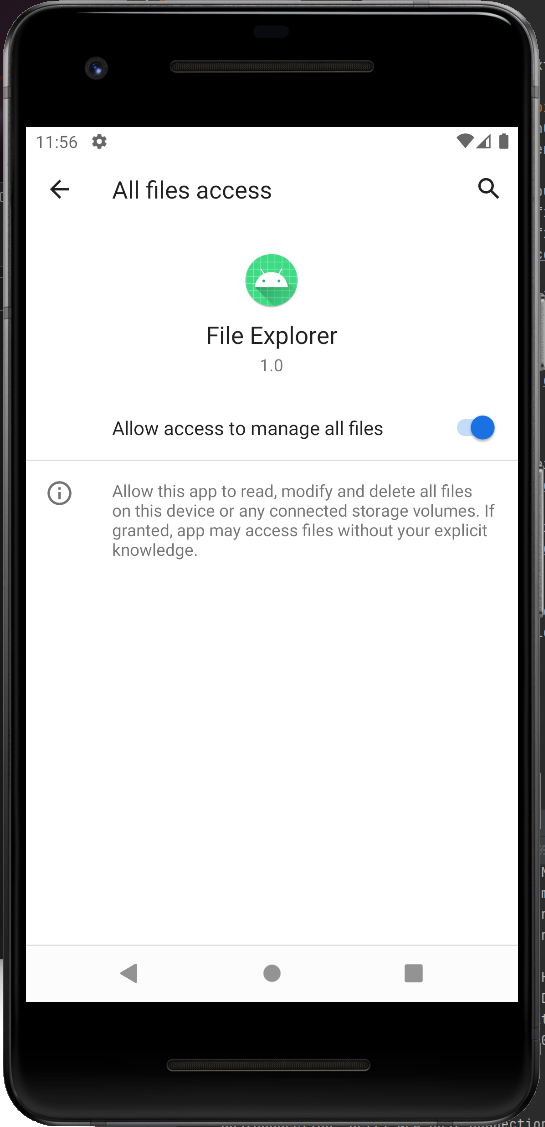 11:56
All files access
File Explorer
1.0
Allow access to manage all files
Allow this app to read, modify and delete all files
on this device or any connected storage volumes. If
granted, app may access files without your explicit
knowledge.